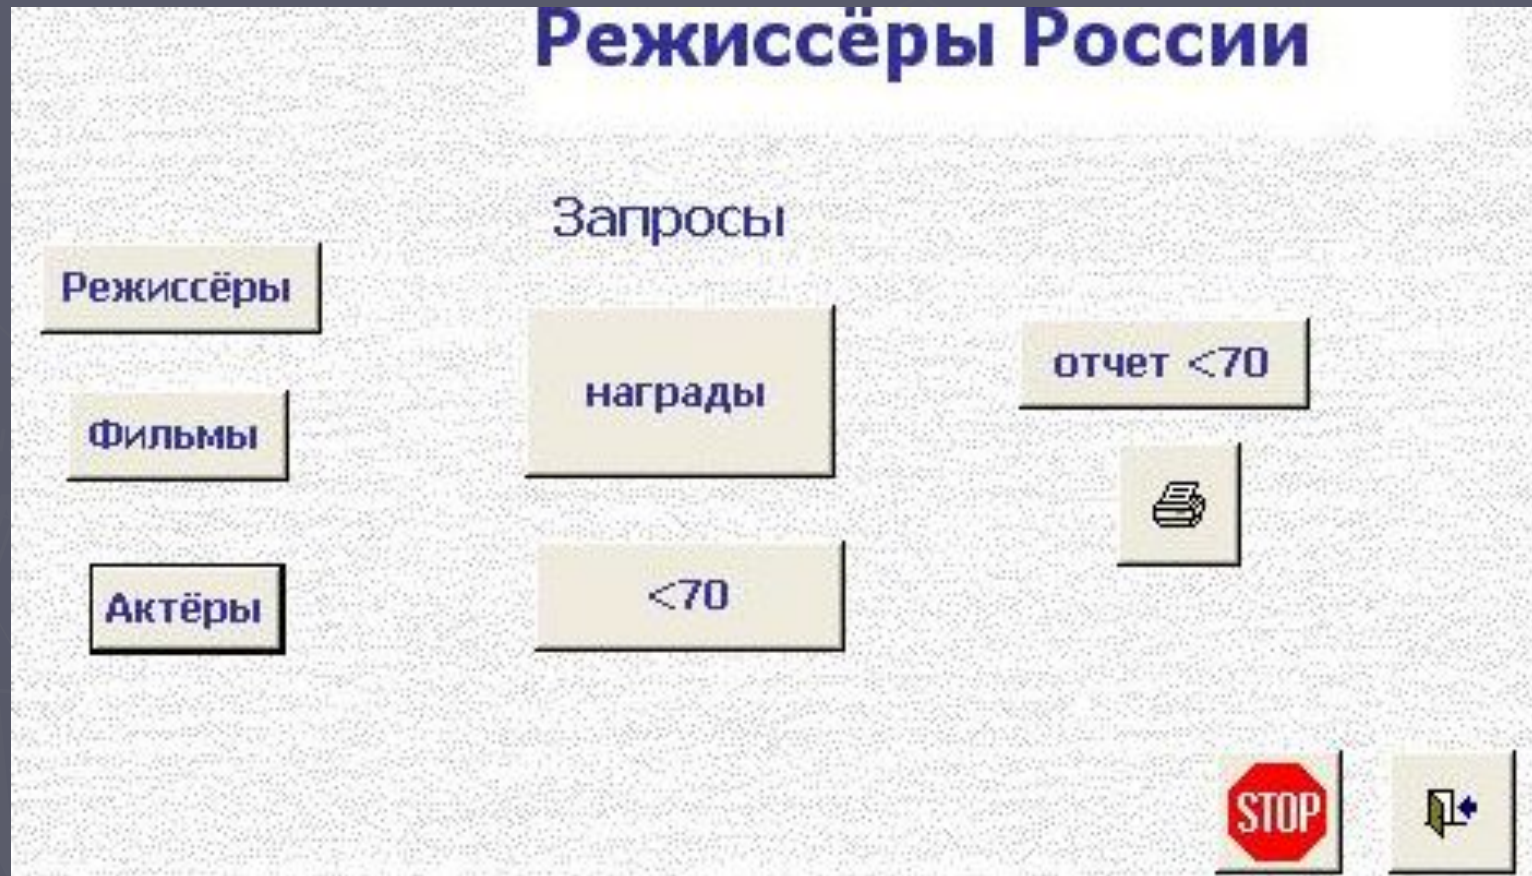 Режиссёры России
Запросы
Режиссёры
Фильмы
Актёры
награды
<70
отчет <70
STOP